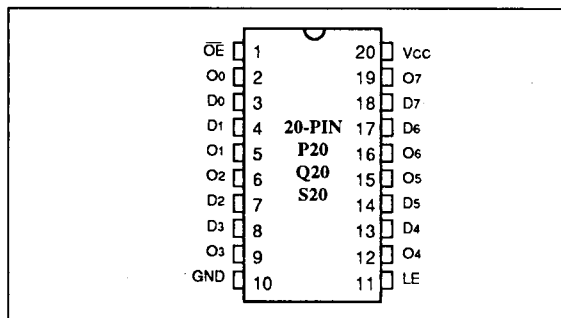 OE 1 20 Vcc
O0 2 19 O7
D0 3 18 D7
D1 4 20-PIN 17 D6
O1 5 P20 16 O6
O2 6 Q20 15 O5
D2 7 S20 14 D5
D3 8 13 D4
O3 9 12 O4
GND 10 11 LE